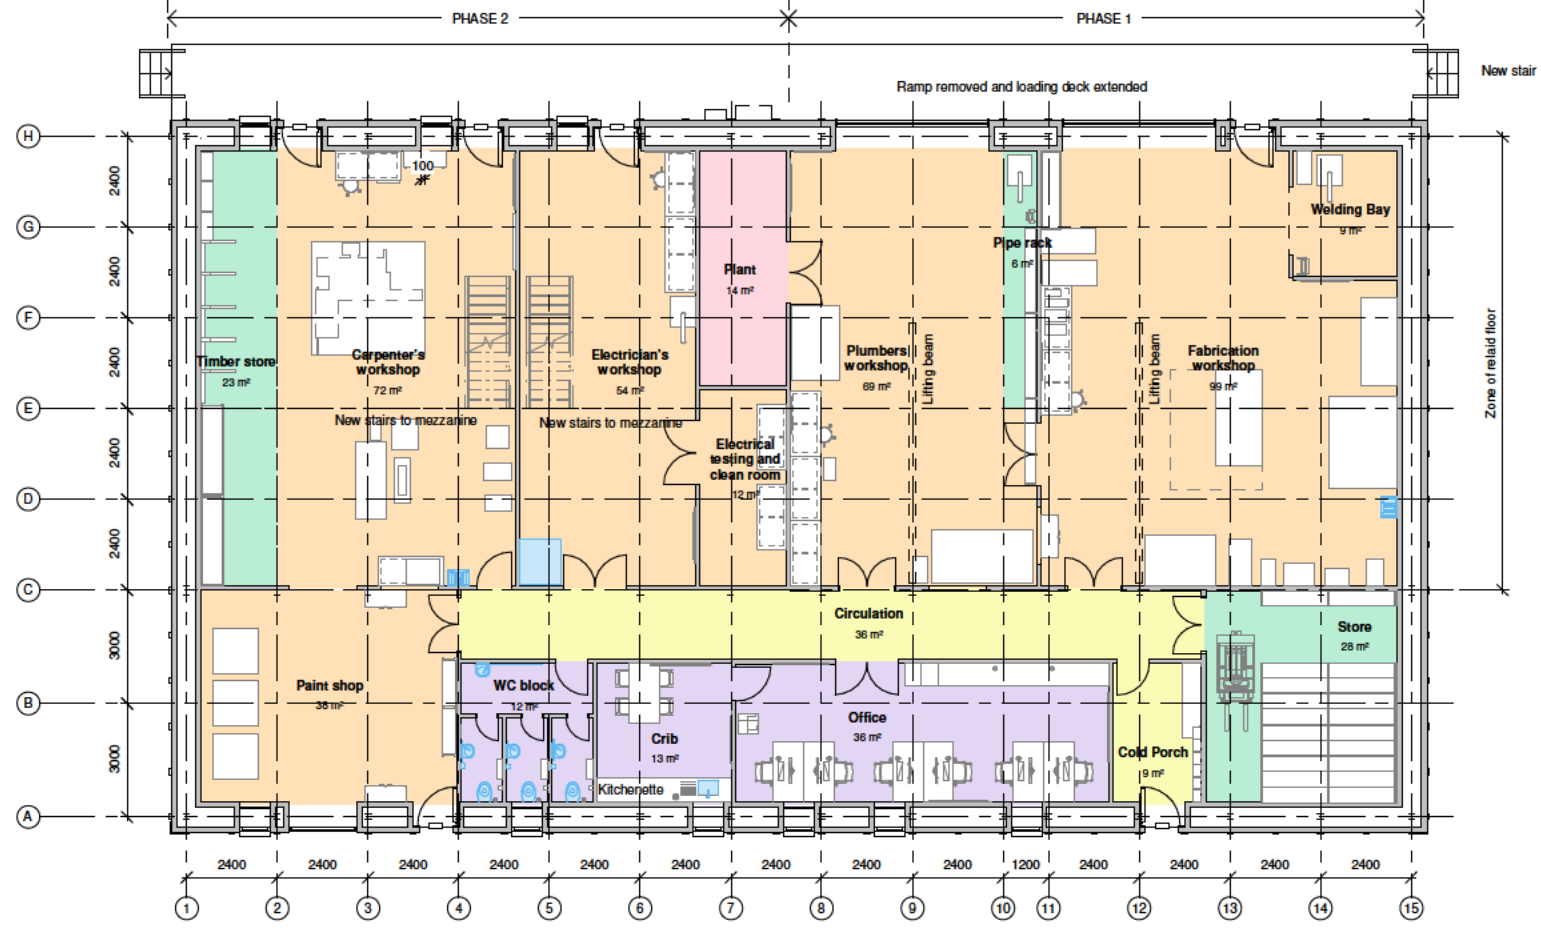 PHASE 2
PHASE 1
New stair
Ramp removed and loading deck extended
H
G
F
E
D
C
B
A
2400
2400
2400
2400
2400
3000
3000
100
Timber store
23 m²
Carpenter's
workshop
72 m²
New stairs to mezzanine
Electrician's
workshop
54 m²
New stairs to mezzanine
Plant
14 m²
Electrical
testing and
clean room
12 m²
Plumbers
workshop
69 m²
Lifting beam
Pipe rack
6 m²
Lifting beam
Fabrication
workshop
99 m²
Welding Bay
9 m²
Zone of relaid floor
Circulation
36 m²
Store
28 m²
Paint shop
38 m²
WC block
12 m²
Crib
13 m²
Kitchenette
Office
36 m²
Cold Porch
9 m²
2400
2400
2400
2400
2400
2400
2400
2400
2400
1200
2400
2400
2400
2400
1
2
3
4
5
6
7
8
9
10
11
12
13
14
15